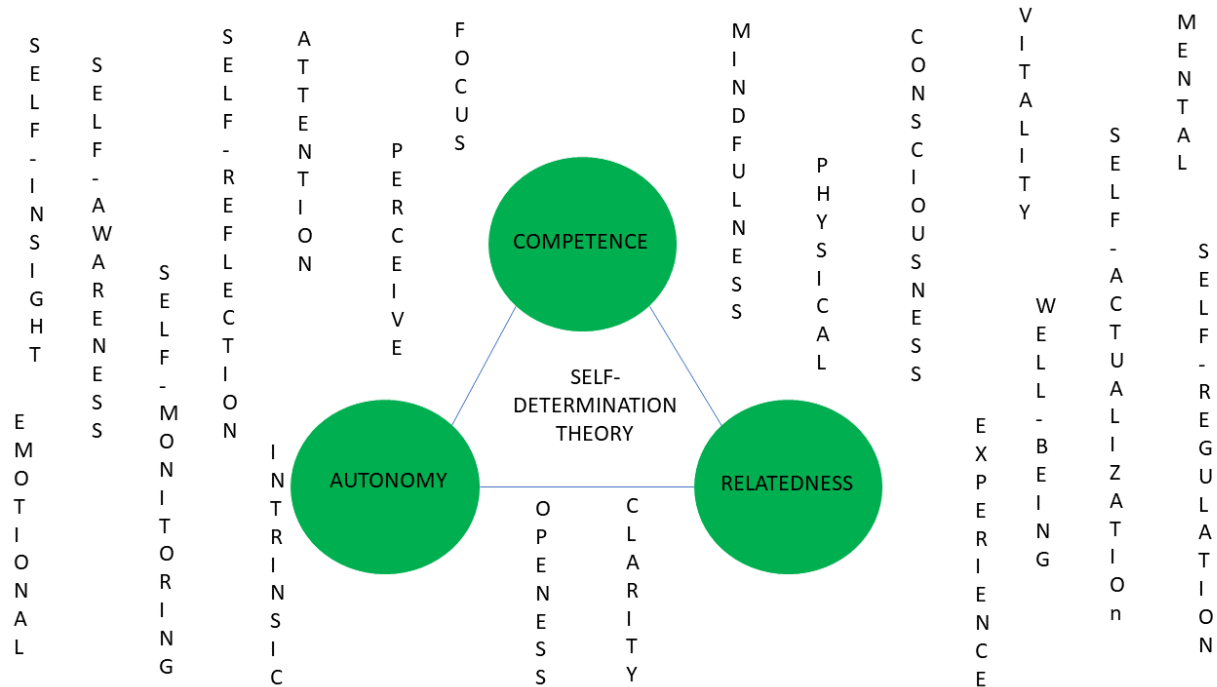 SELF-INSIGHT
EMOTIONAL
SELF-AWARENESS
SELF-MONITORING
SELF-REFLECTION
INTRINSIC
ATTENTION
PERCEIVE
FOCUS
COMPETENCE
SELF-
DETERMINATION
THEORY
AUTONOMY
RELATEDNESS
OPENESS
CLARITY
MINDFULNESS
PHYSICAL
CONSCIOUSNESS
EXPERIENCE
VITALITY
WELL-BEING
SELF-ACTUALIZATIOn
MENTAL
SELF-REGULATION